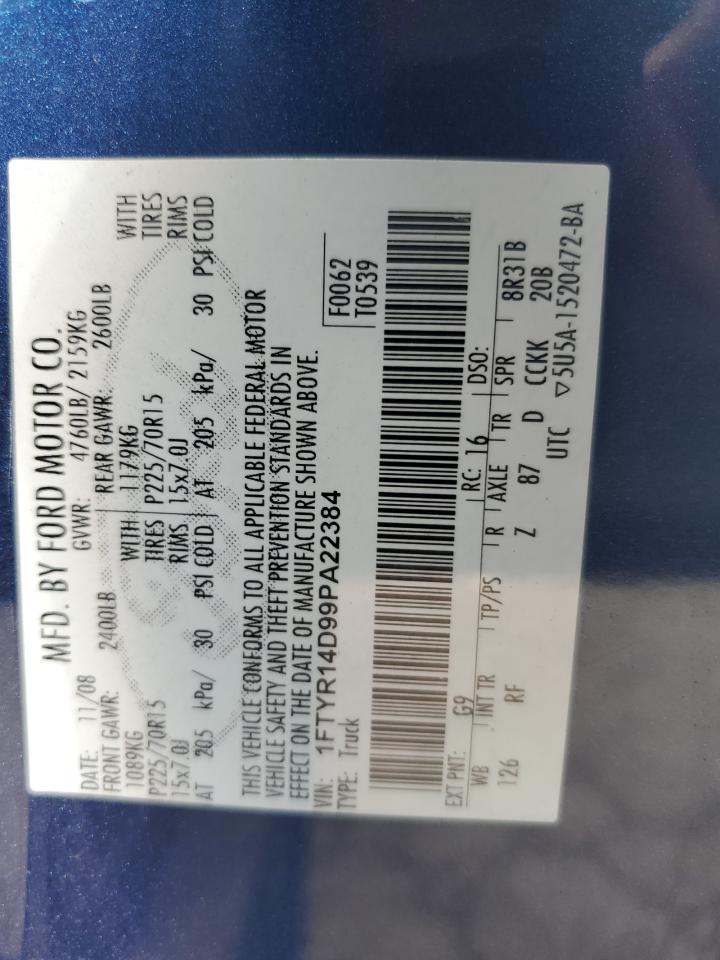 MFD. BY FORD MOTOR CO.
DATE: 11/08 GVWR: 4760LB/ 2159KG
FRONT GAWR: 2400LB REAR GAWR: 2600LB
1089KG WITH 1179KG WITH
P225/70R15 TIRES P225/70R15 TIRES
15x7.0J RIMS 15x7.0J RIMS
AT 205 kPa/ 30 PSI COLD AT 205 kPa/ 30 PSI COLD
THIS VEHICLE CONFORMS TO ALL APPLICABLE FEDERAL MOTOR
VEHICLE SAFETY AND THEFT PREVENTION STANDARDS IN
EFFECT ON THE DATE OF MANUFACTURE SHOWN ABOVE.
VIN: 1FTYR14D99PA22384 F0062
TYPE: Truck T0539
EXT PNT: G9 RC: 16 DSO:
WB INT TR TP/PS R AXLE TR SPR 8R31B
126 RF Z 87 D CCKK 20B
UTC ▽5U5A-1520472-BA